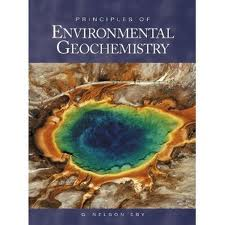 PRINCIPLES OF
ENVIRONMENTAL
GEOCHEMISTRY
G. NELSON EBY